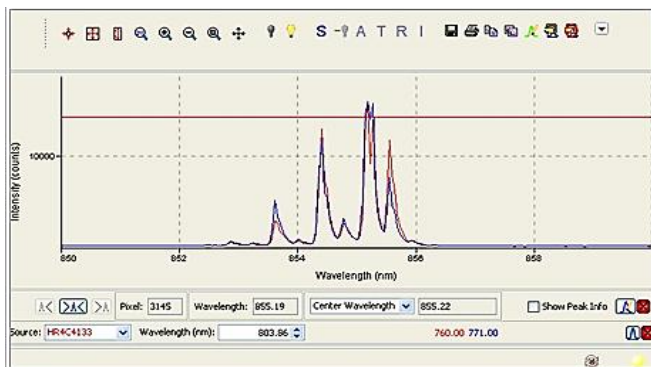 S A T R I
Intensity (counts)
10000
850 852 854 856 858
Wavelength (nm)
Pixel: 3145 Wavelength: 855.19 Center Wavelength 855.22 Show Peak Info
Source: HR4C4133 Wavelength (nm): 803.86 760.00 771.00